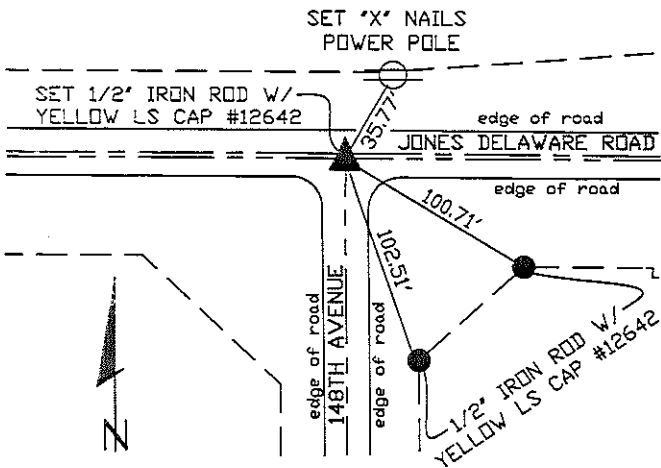 SET "X" NAILS
POWER POLE
SET 1/2" IRON ROD W/
YELLOW LS CAP #12642
35.77'
edge of road
JONES DELAWARE ROAD
edge of road
100.71'
102.51'
edge of road
148TH AVENUE
edge of road
1/2" IRON ROD W/
YELLOW LS CAP #12642
N